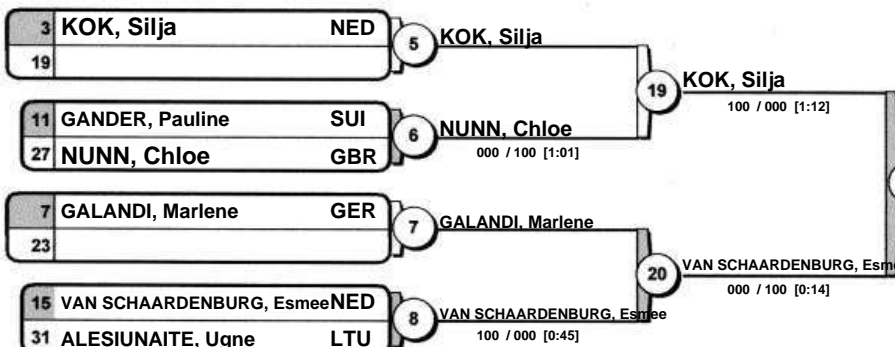 3 KOK, Silja NED
19
5 KOK, Silja
11 GANDER, Pauline SUI
27 NUNN, Chloe GBR
6 NUNN, Chloe
000 / 100 [1:01]
19 KOK, Silja
100 / 000 [1:12]
7 GALANDI, Marlene GER
23
7 GALANDI, Marlene
15 VAN SCHAARDENBURG, Esmee NED
31 ALESIUNAITE, Ugne LTU
8 VAN SCHAARDENBURG, Esmee
100 / 000 [0:45]
20 VAN SCHAARDENBURG, Esme
000 / 100 [0:14]